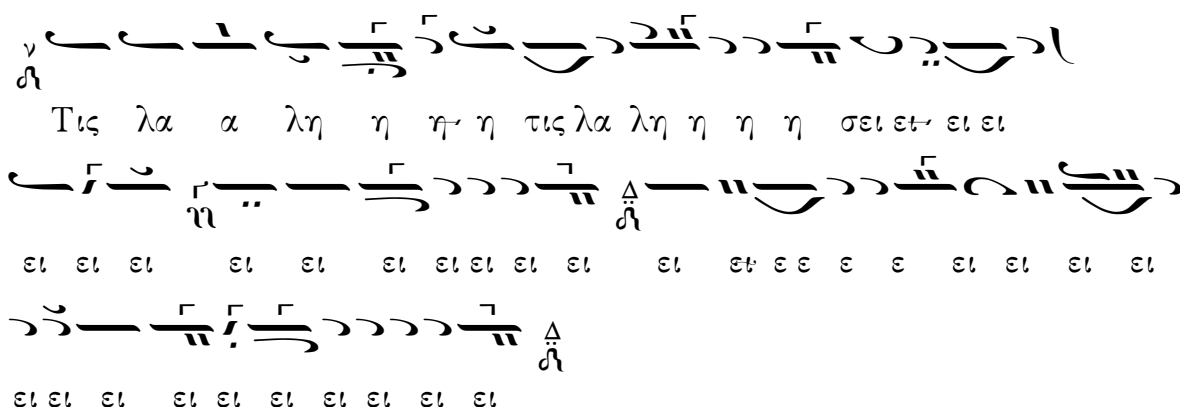 Τις λα α λη η η η τις λα λη η η η σει ει ει ει
ει ει ει ει ει ει ει ει ει ει ει ει ε ε ε ε ει ει ει ει
ει ει ει ει ει ει ει ει ει